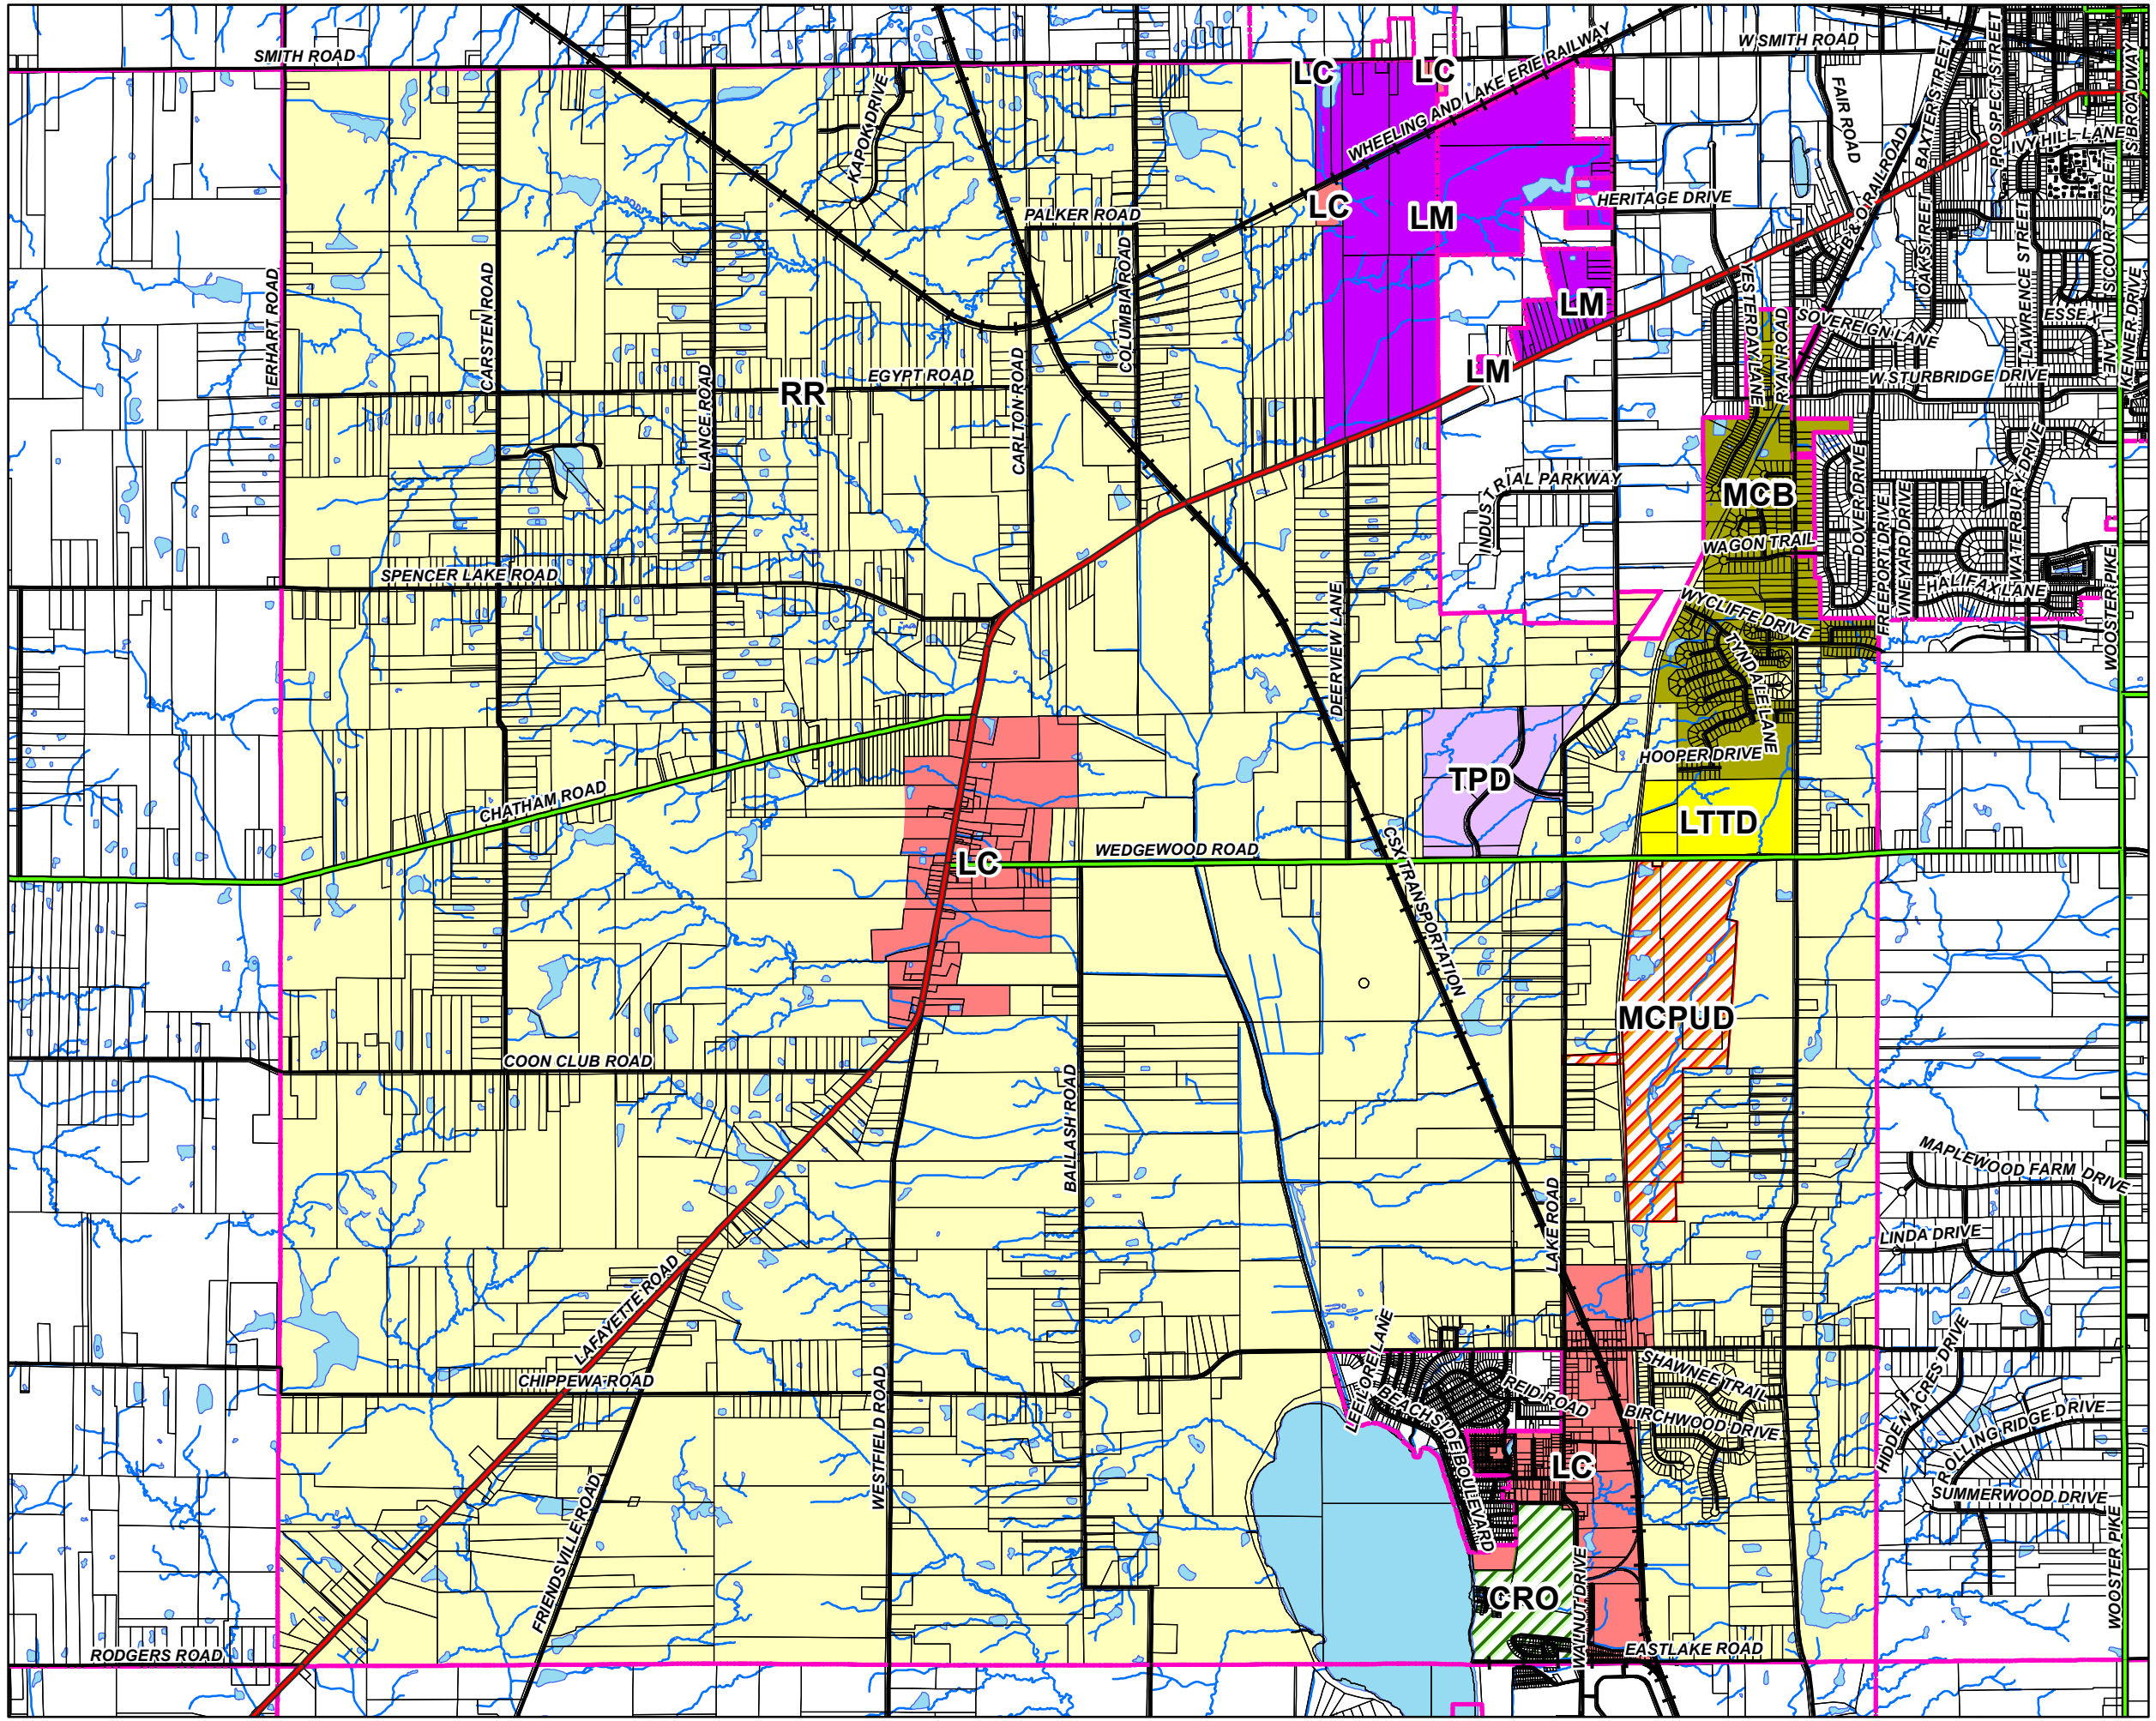 SMITH ROAD
W SMITH ROAD
LC
LC
WHEELING AND LAKE ERIE RAILWAY
KAPOK DRIVE
FAIR ROAD
BAXTER STREET
PROSPECT STREET
S BROADWAY
IVY HILL LANE
B & O RAILROAD
PALKER ROAD
LC
LM
HERITAGE DRIVE
OAK STREET
LAWRENCE STREET
S COURT STREET
TERHART ROAD
CARSTEN ROAD
COLUMBIA ROAD
YESTERDAY LANE
RYAN ROAD
LM
SOVEREIGN LANE
ESSEX LANE
KENNER DRIVE
LANCE ROAD
RR
EGYPT ROAD
CARLTON ROAD
LM
W STURBRIDGE DRIVE
INDUSTRIAL PARKWAY
MCB
DOVER DRIVE
FREEPORT DRIVE
VINEYARD DRIVE
WATERBURY DRIVE
WAGON TRAIL
SPENCER LAKE ROAD
HALIFAX LANE
WOOSTER PIKE
DEERVIEW LANE
WYCLIFFE DRIVE
TYNDALE LANE
HOOPER DRIVE
TPD
CHATHAM ROAD
LTTD
WEDGEWOOD ROAD
LC
CSX TRANSPORTATION
MCPUD
COON CLUB ROAD
BALLASH ROAD
LAKE ROAD
MAPLEWOOD FARM DRIVE
LINDA DRIVE
LAFAYETTE ROAD
CHIPPEWA ROAD
WESTFIELD ROAD
LEEFORE LANE
BEACHSIDE BOULEVARD
REID ROAD
SHAWNEE TRAIL
BIRCHWOOD DRIVE
HIDDEN ACRES DRIVE
ROLLING RIDGE DRIVE
SUMMERWOOD DRIVE
LC
FRIENDSVILLE ROAD
CRO
WALNUT DRIVE
WOOSTER PIKE
RODGERS ROAD
EASTLAKE ROAD